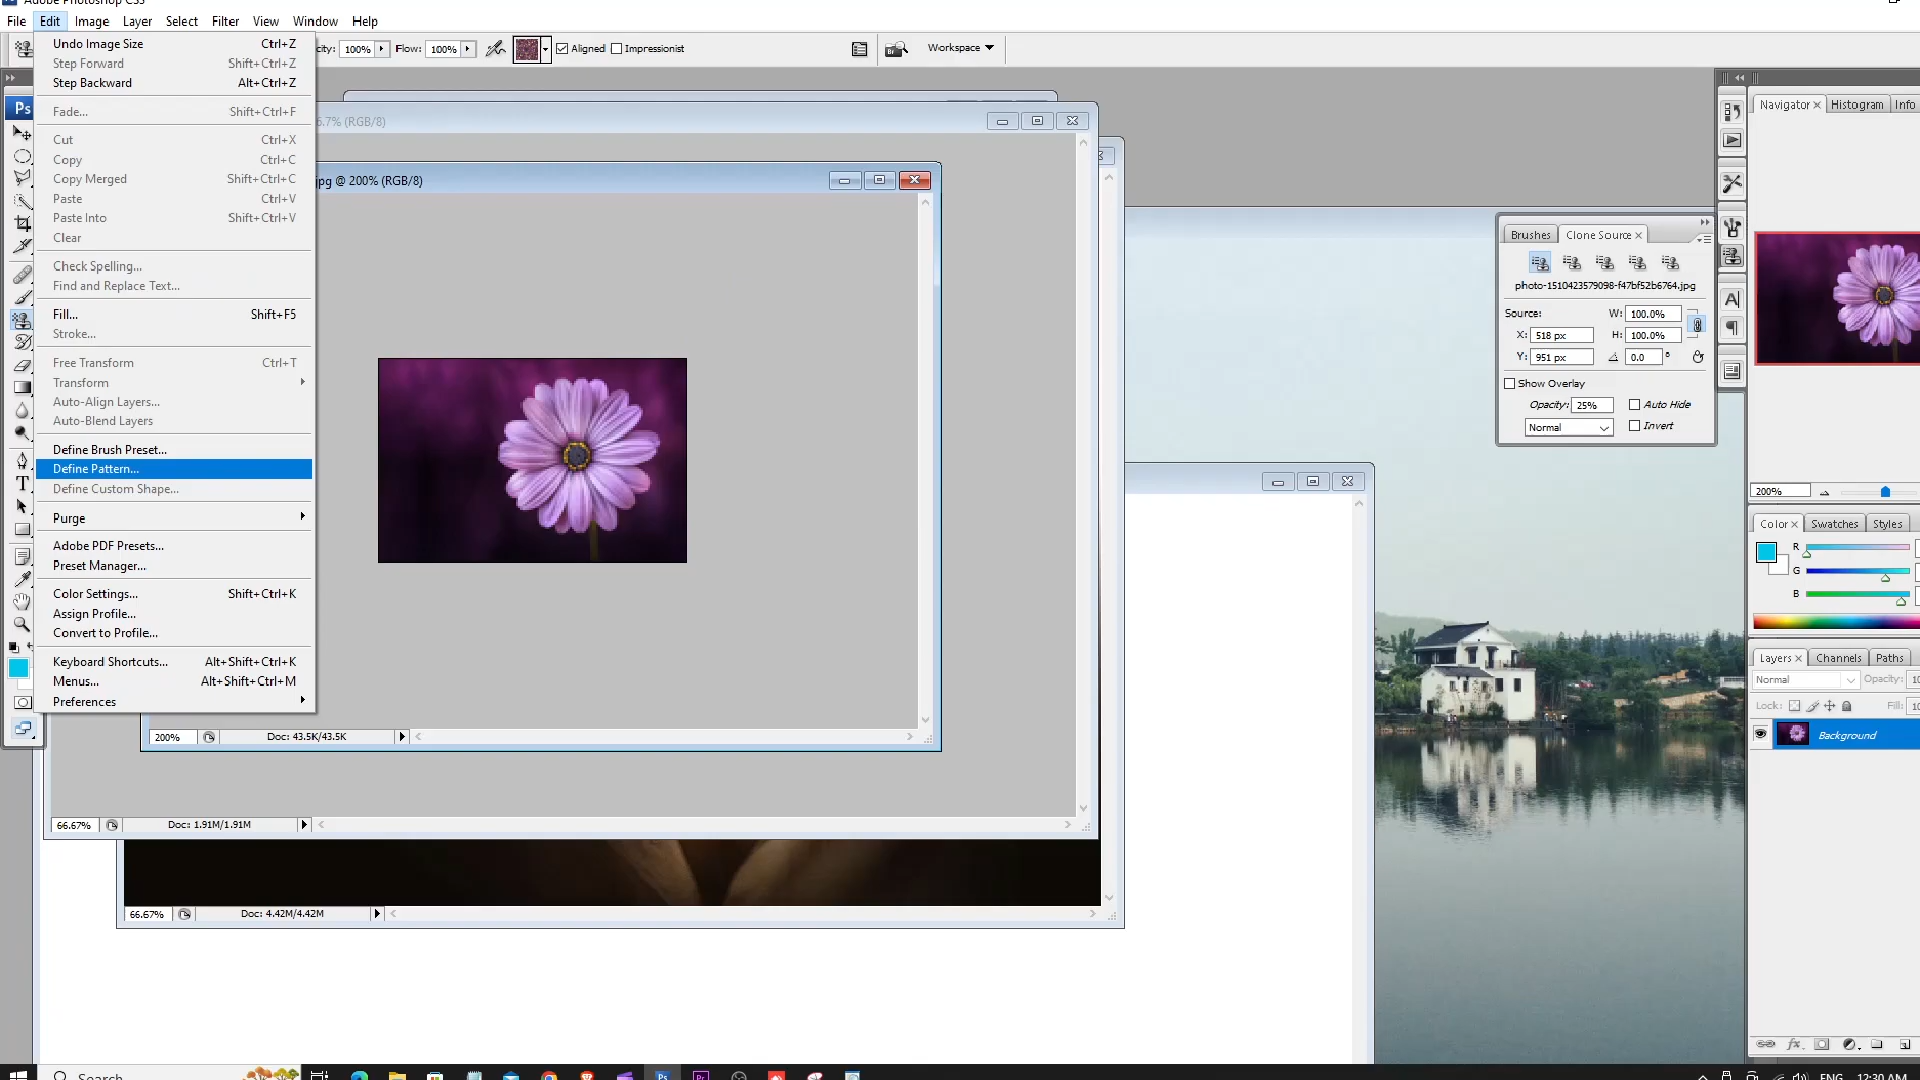 Adobe Photoshop CS3
File Edit Image Layer Select Filter View Window Help
100% Flow: 100% Aligned Impressionist Workspace
Undo Image Size Ctrl+Z
Step Forward Shift+Ctrl+Z
Step Backward Alt+Ctrl+Z
Fade... Shift+Ctrl+F
Cut Ctrl+X
Copy Ctrl+C
Copy Merged Shift+Ctrl+C
Paste Ctrl+V
Paste Into Shift+Ctrl+V
Clear
Check Spelling...
Find and Replace Text...
Fill... Shift+F5
Stroke...
Free Transform Ctrl+T
Transform
Auto-Align Layers...
Auto-Blend Layers
Define Brush Preset...
Define Pattern...
Define Custom Shape...
Purge
Adobe PDF Presets...
Preset Manager...
Color Settings... Shift+Ctrl+K
Assign Profile...
Convert to Profile...
Keyboard Shortcuts... Alt+Shift+Ctrl+K
Menus... Alt+Shift+Ctrl+M
Preferences
Ps
6.7% (RGB/8)
jpg @ 200% (RGB/8)
200% Doc: 43.5K/43.5K
66.67% Doc: 1.91M/1.91M
66.67% Doc: 4.42M/4.42M
Brushes Clone Source
photo-1510423579098-f47bf52b6764.jpg
Source: W: 100.0%
X: 518 px H: 100.0%
Y: 951 px 0.0 °
Show Overlay
Opacity: 25% Auto Hide
Normal Invert
Navigator Histogram Info
200%
Color Swatches Styles
R
G
B
Layers Channels Paths
Normal Opacity: 10
Lock: Fill: 10
Background
Search
ENG 12:30 AM